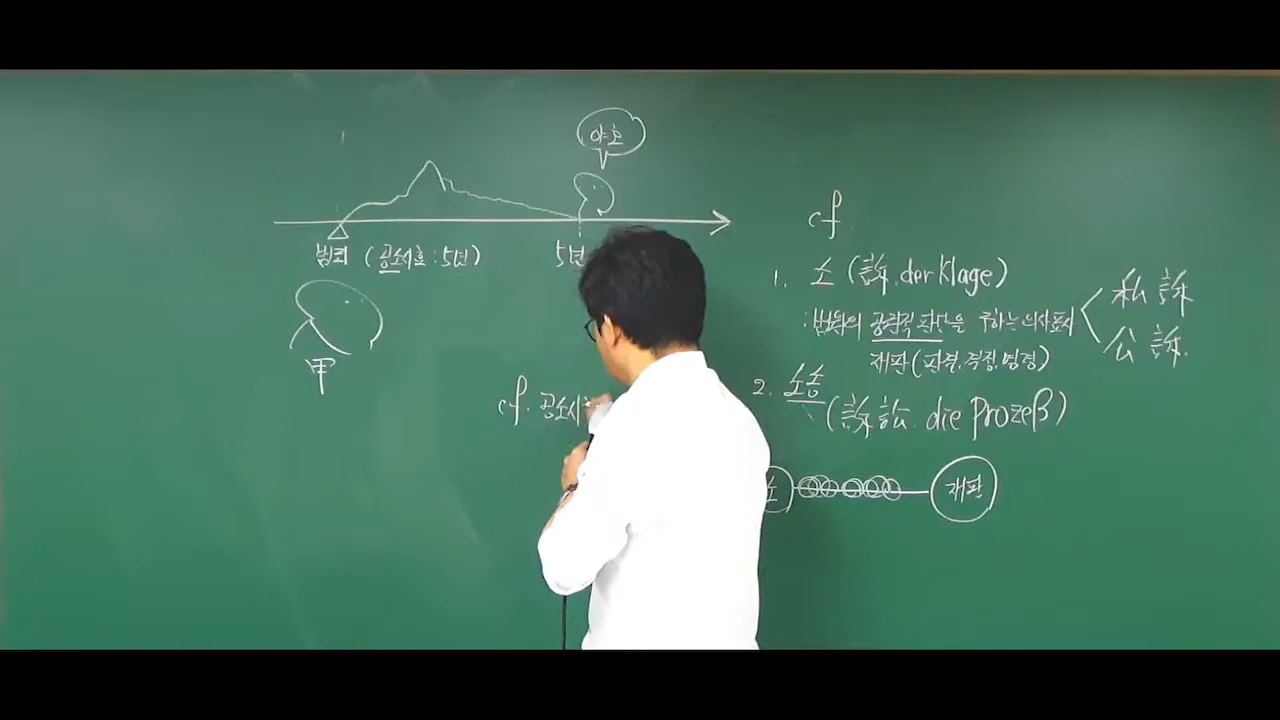 야호
범죄 (공소시효 : 5년)
5년
甲
cf. 공소시
cf
1. 소 (訴. der Klage)
: 법원의 공권적 판단을 구하는 의사표시
私訴
公訴.
재판 (판결. 결정. 명령)
2. 소송
(訴訟. die Prozeß)
소
재판